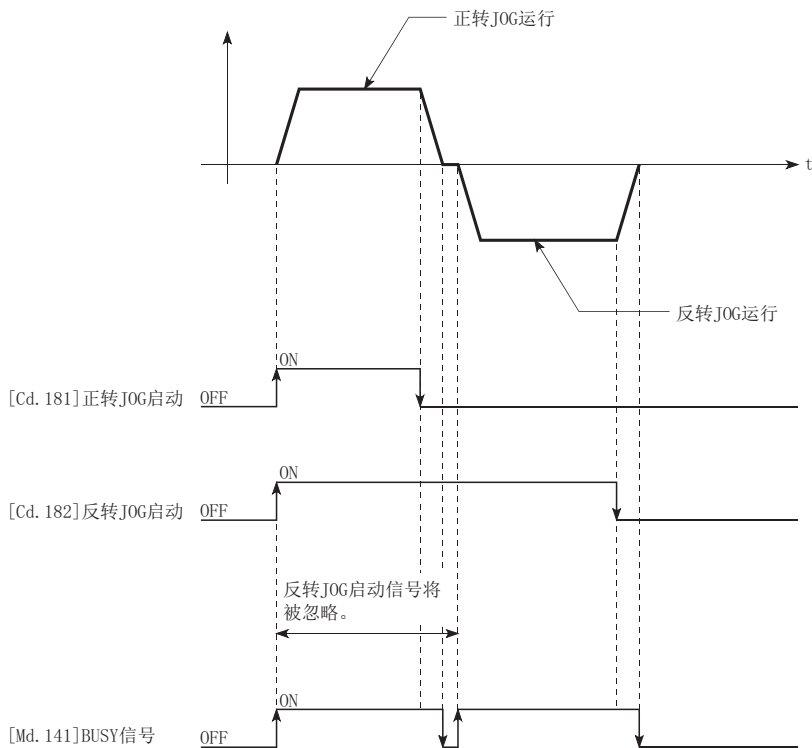 正转JOG运行
t
反转JOG运行
ON
[Cd.181]正转JOG启动 OFF
ON
[Cd.182]反转JOG启动 OFF
反转JOG启动信号将
被忽略。
ON
[Md.141]BUSY信号 OFF